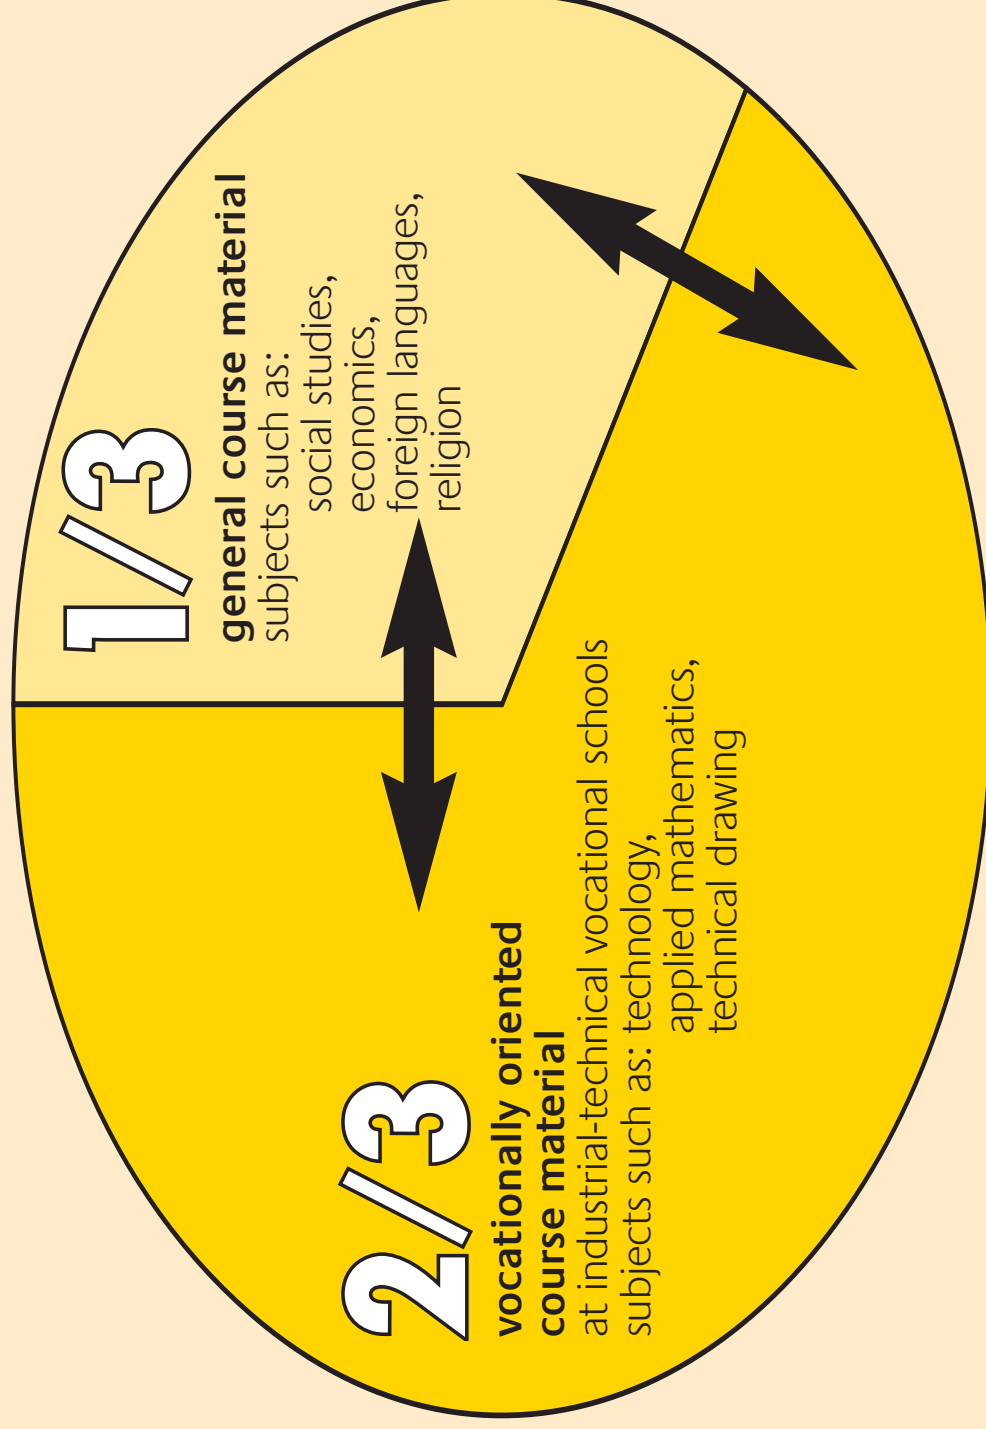 1/3
general course material
subjects such as:
social studies,
economics,
foreign languages,
religion
2/3
vocationally oriented
course material
at industrial-technical vocational schools
subjects such as: technology,
applied mathematics,
technical drawing